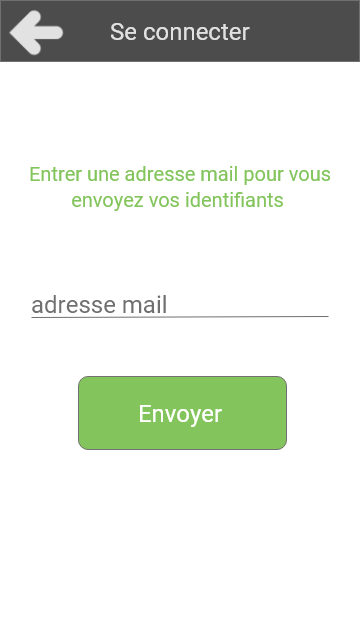 Se connecter
Entrer une adresse mail pour vous
envoyez vos identifiants
adresse mail
Envoyer